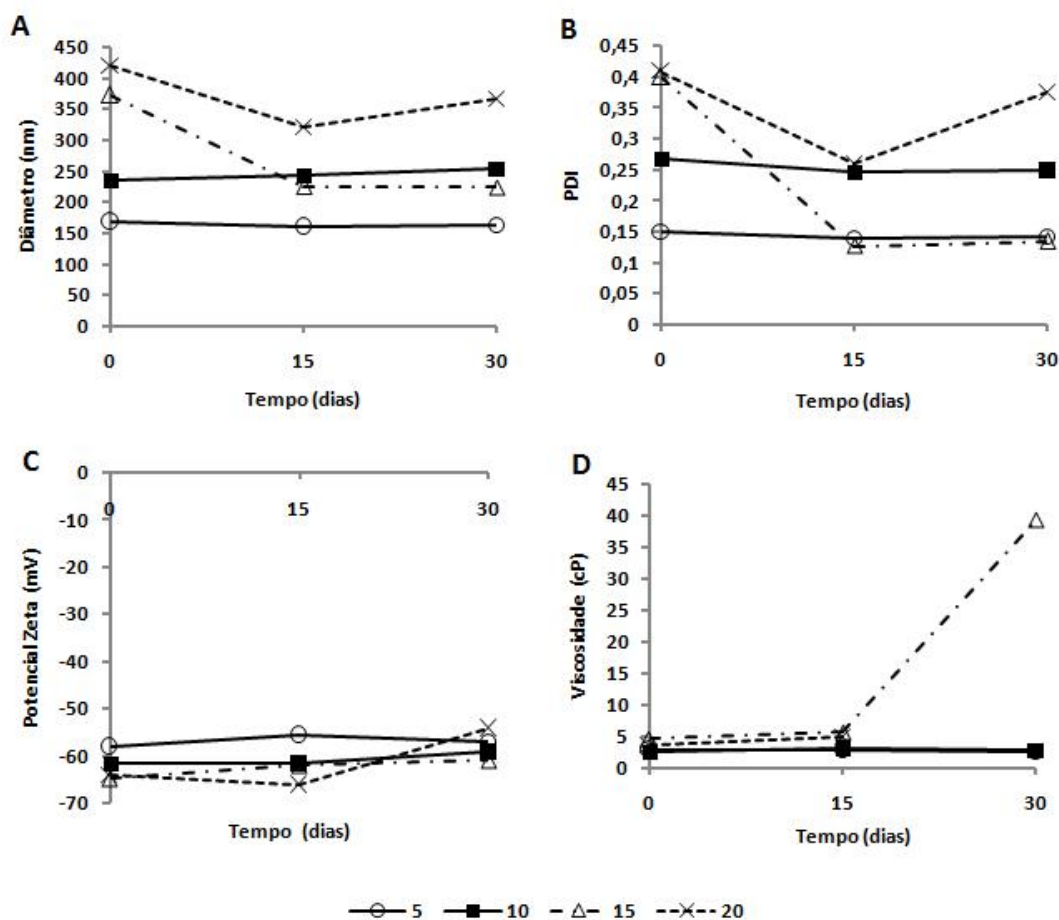 A
450
400
350
300
250
200
150
100
50
0
Diâmetro (nm)
0 15 30
Tempo (dias)
B
0,45
0,4
0,35
0,3
0,25
0,2
0,15
0,1
0,05
0
PDI
0 15 30
Tempo (dias)
C
0
-10
-20
-30
-40
-50
-60
-70
Potencial Zeta (mV)
0 15 30
Tempo (dias)
D
45
40
35
30
25
20
15
10
5
0
Viscosidade (cP)
0 15 30
Tempo (dias)
5 10 15 20